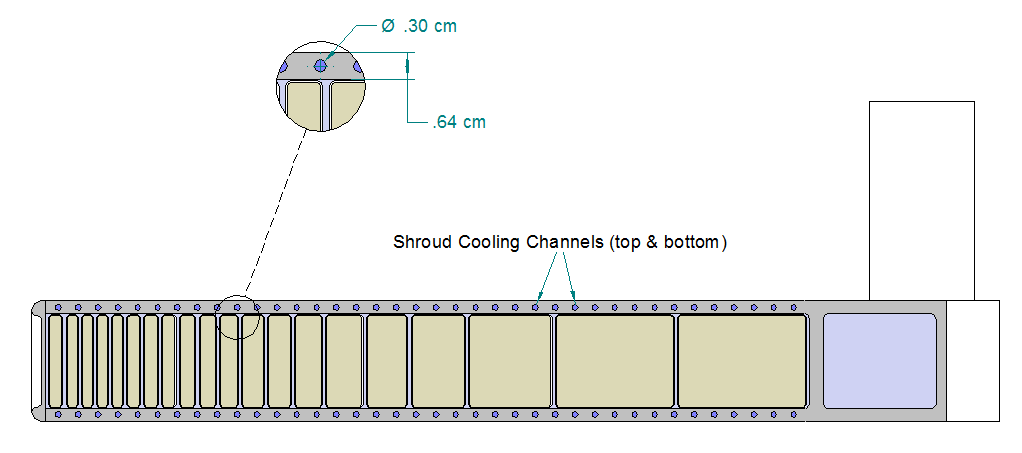 Ø .30 cm
.64 cm
Shroud Cooling Channels (top & bottom)